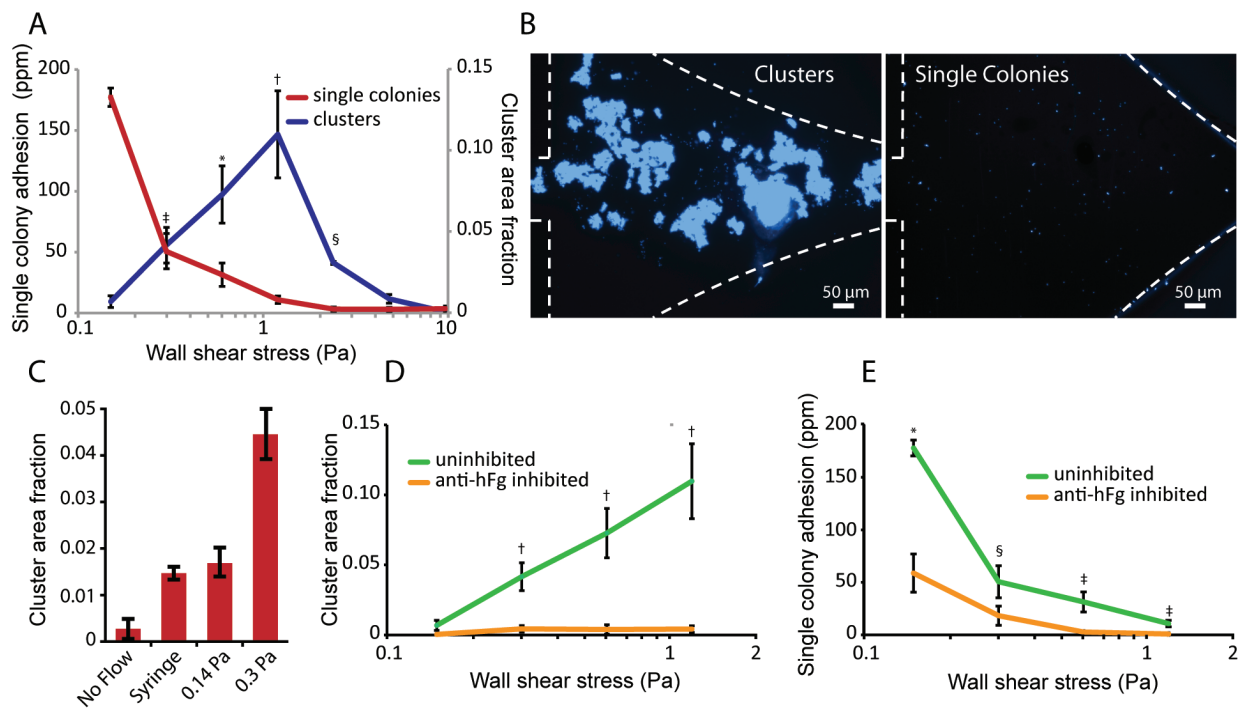 A
Single colony adhesion (ppm)
200
150
100
50
0
0.15
0.10
0.05
0
Cluster area fraction
single colonies
clusters
‡
*
†
§
0.1
1
10
Wall shear stress (Pa)
B
Clusters
50 µm
Single Colonies
50 µm
C
Cluster area fraction
0.05
0.04
0.03
0.02
0.01
0
No Flow
Syringe
0.14 Pa
0.3 Pa
D
Cluster area fraction
0.15
0.10
0.05
0
uninhibited
anti-hFg inhibited
†
†
†
0.1
1
2
Wall shear stress (Pa)
E
Single colony adhesion (ppm)
200
150
100
50
0
uninhibited
anti-hFg inhibited
*
§
‡
‡
0.1
1
2
Wall shear stress (Pa)